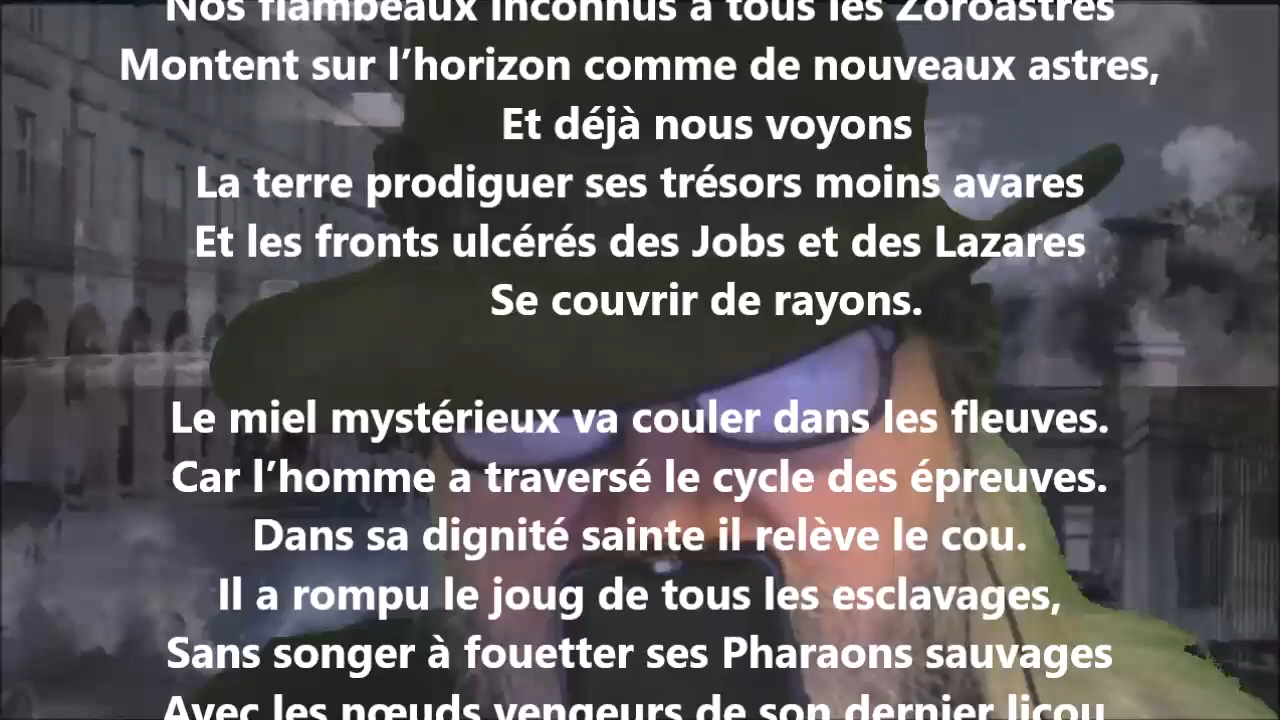 Nos flambeaux inconnus à tous les Zoroastres
Montent sur l’horizon comme de nouveaux astres,
Et déjà nous voyons
La terre prodiguer ses trésors moins avares
Et les fronts ulcérés des Jobs et des Lazares
Se couvrir de rayons.
Le miel mystérieux va couler dans les fleuves.
Car l’homme a traversé le cycle des épreuves.
Dans sa dignité sainte il relève le cou.
Il a rompu le joug de tous les esclavages,
Sans songer à fouetter ses Pharaons sauvages
Avec les nœuds vengeurs de son dernier licou